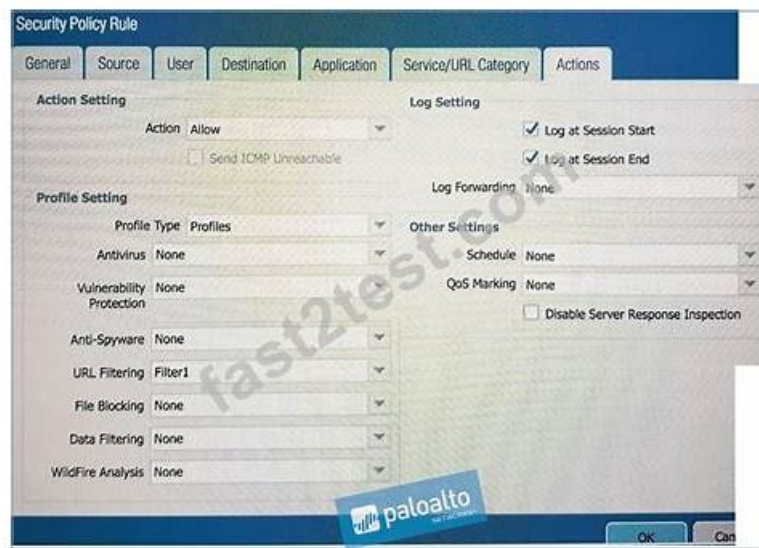 Security Policy Rule
General Source User Destination Application Service/URL Category Actions
Action Setting
Action Allow
Send ICMP Unreachable
Profile Setting
Profile Type Profiles
Antivirus None
Vulnerability Protection None
Anti-Spyware None
URL Filtering Filter1
File Blocking None
Data Filtering None
WildFire Analysis None
Log Setting
Log at Session Start
Log at Session End
Log Forwarding None
Other Settings
Schedule None
QoS Marking None
Disable Server Response Inspection
OK Can
fast2test.com
paloalto
NETWORKS